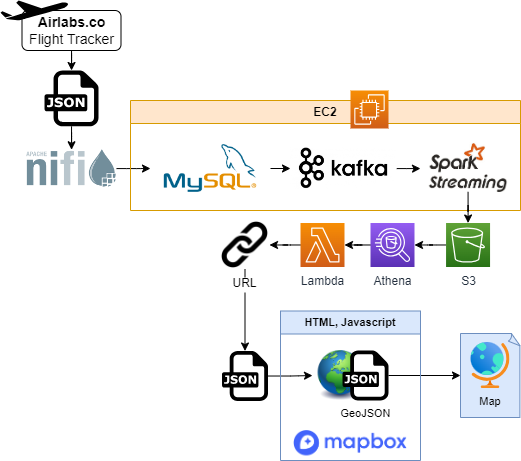 Airlabs.co
Flight Tracker
JSON
EC2
APACHE
nifi
MySQL®
kafka
Spark
Streaming
URL
Lambda
Athena
S3
HTML, Javascript
JSON
JSON
GeoJSON
Map
mapbox